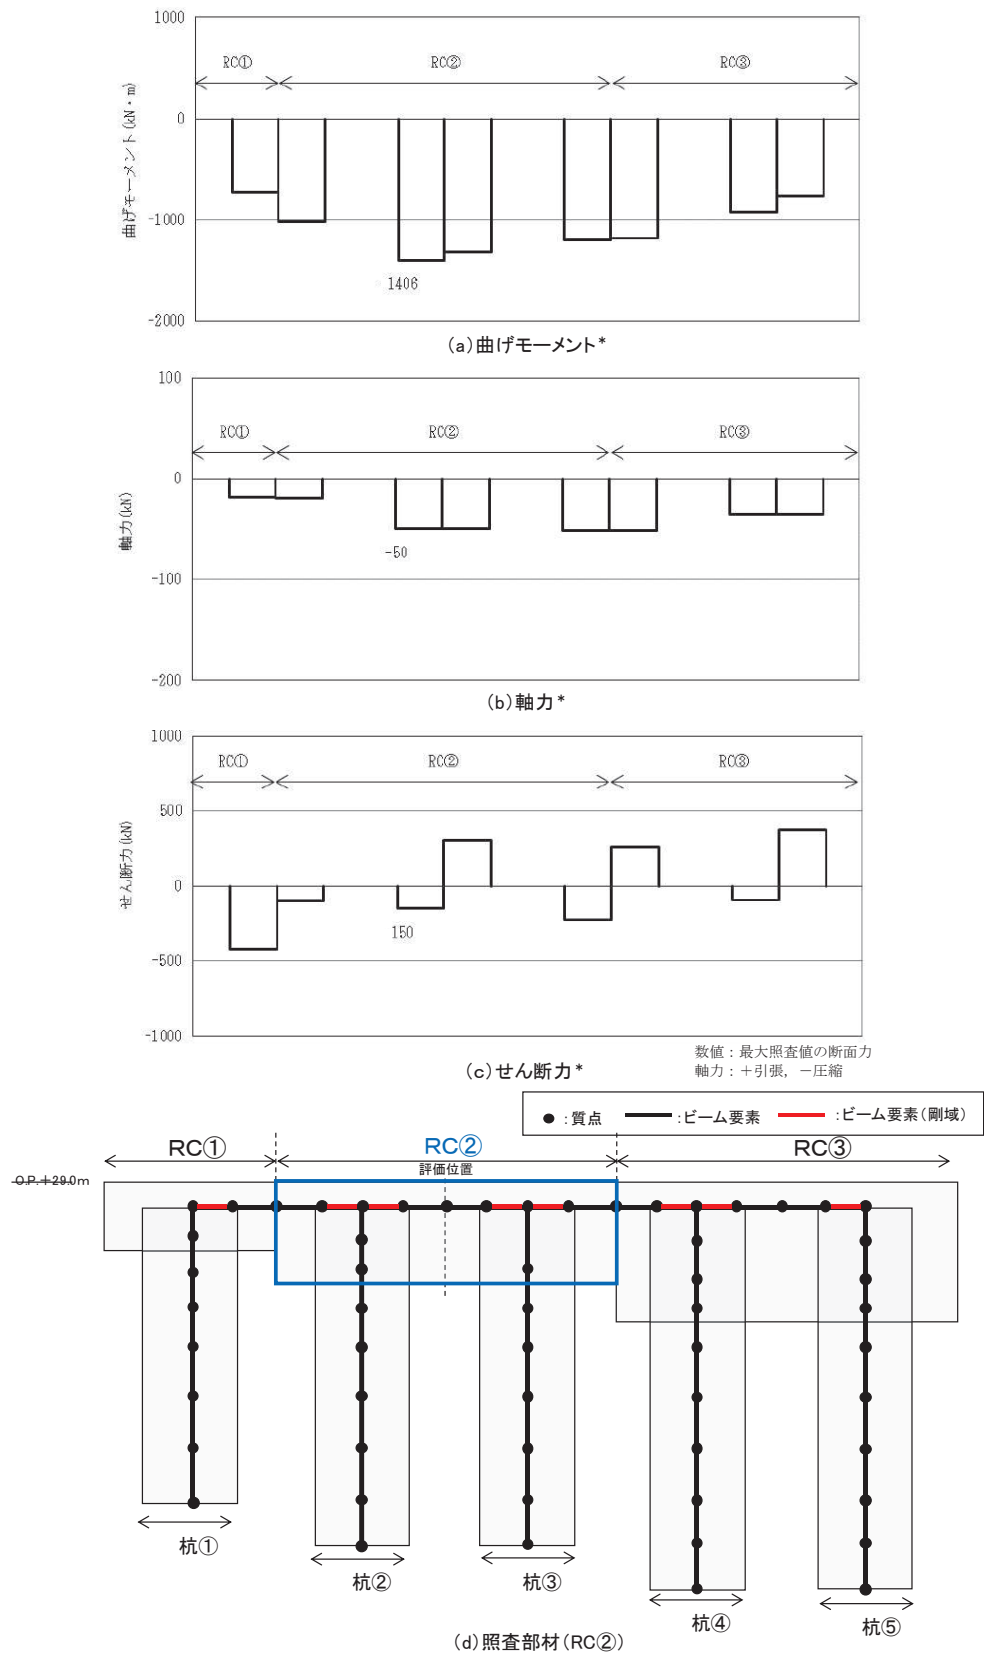 1000
RC①
RC②
RC③
0
-1000
1406
-2000
曲げモーメント(kN・m)
(a)曲げモーメント*
100
RC①
RC②
RC③
0
-50
-100
-200
軸力(kN)
(b)軸力*
1000
RC①
RC②
RC③
500
0
150
-500
-1000
せん断力(kN)
(c)せん断力*
数値：最大照査値の断面力
軸力：＋引張，－圧縮
●:質点 :ビーム要素 :ビーム要素(剛域)
RC①
RC②
RC③
評価位置
O.P.+29.0m
杭①
杭②
杭③
杭④
杭⑤
(d)照査部材(RC②)